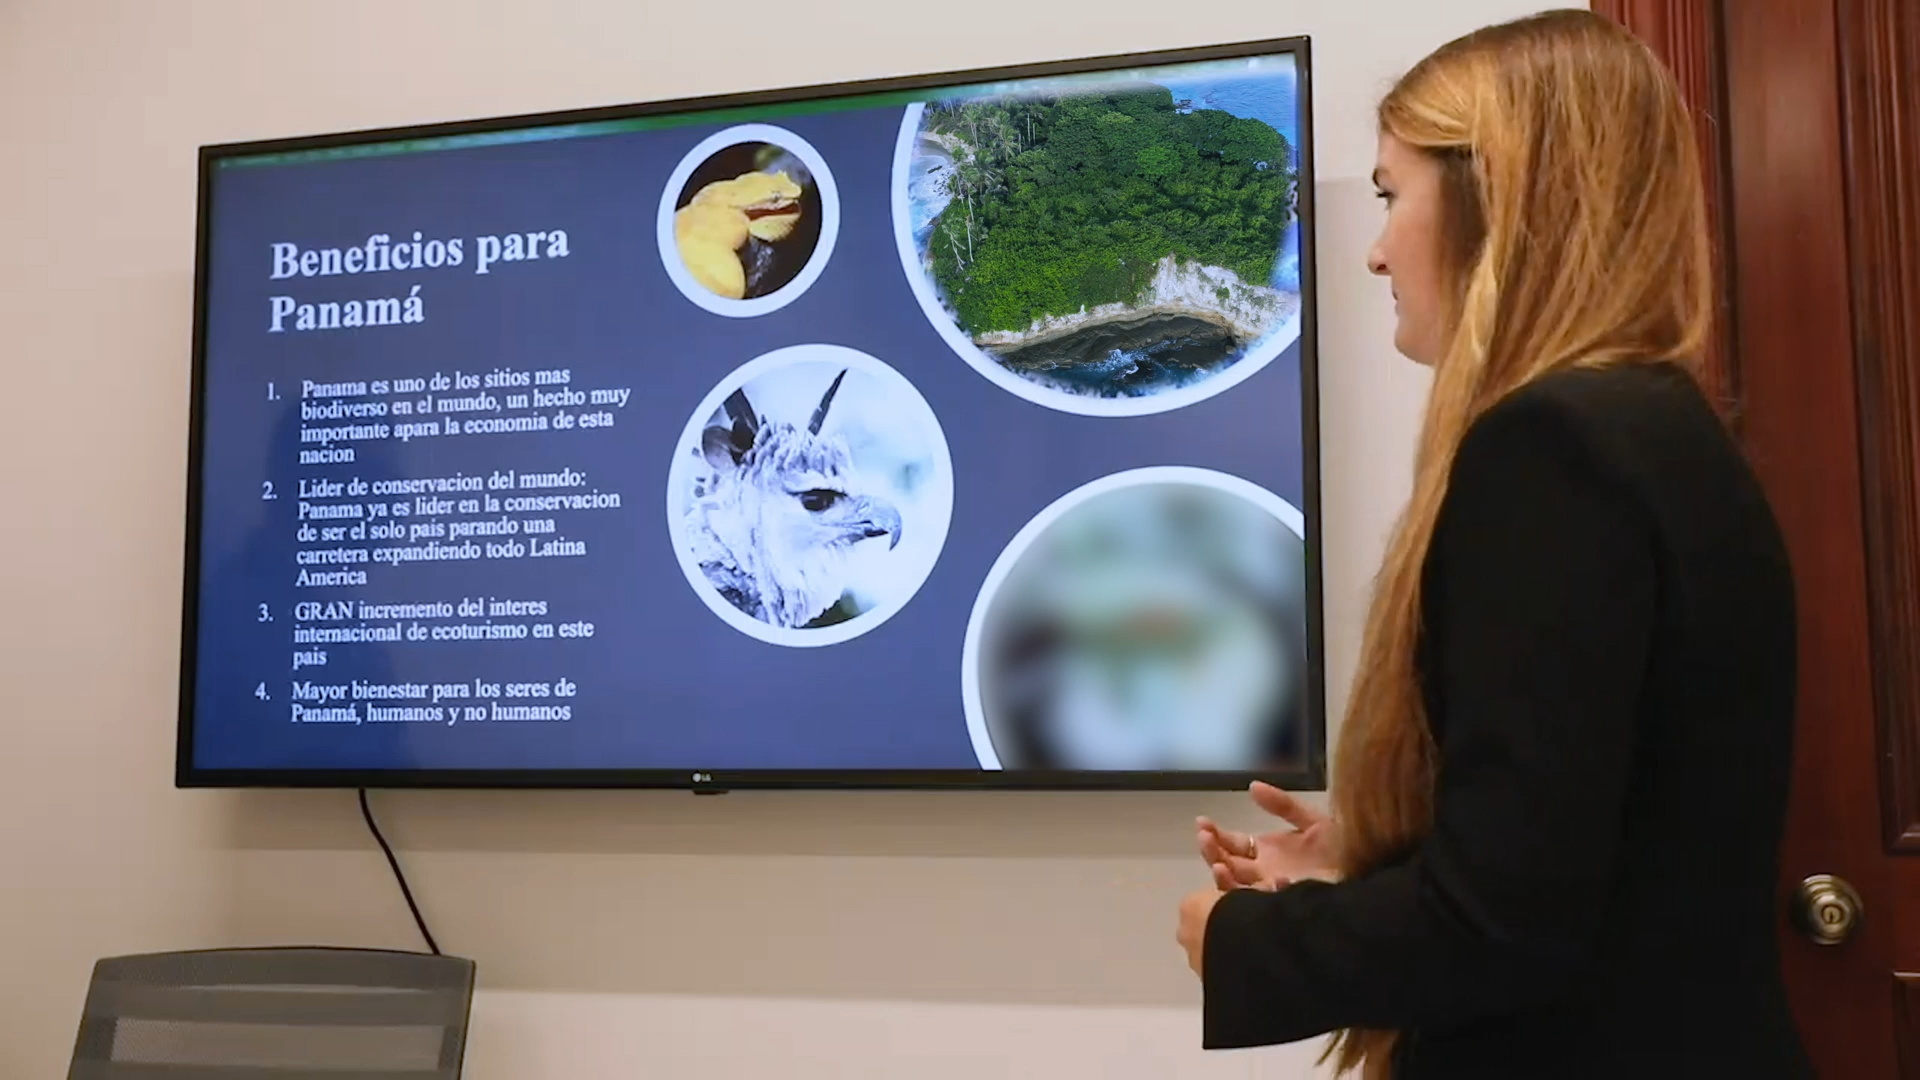 Beneficios para
Panamá
1. Panama es uno de los sitios mas
biodiverso en el mundo, un hecho muy
importante apara la economia de esta
nacion
2. Lider de conservacion del mundo:
Panama ya es lider en la conservacion
de ser el solo pais parando una
carretera expandiendo todo Latina
America
3. GRAN incremento del interes
internacional de ecoturismo en este
pais
4. Mayor bienestar para los seres de
Panamá, humanos y no humanos
LG